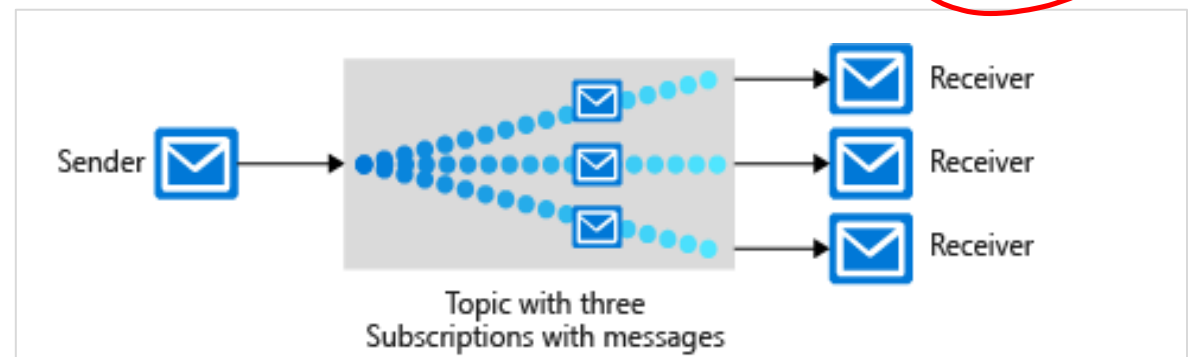 Sender
Receiver
Receiver
Receiver
Topic with three
Subscriptions with messages